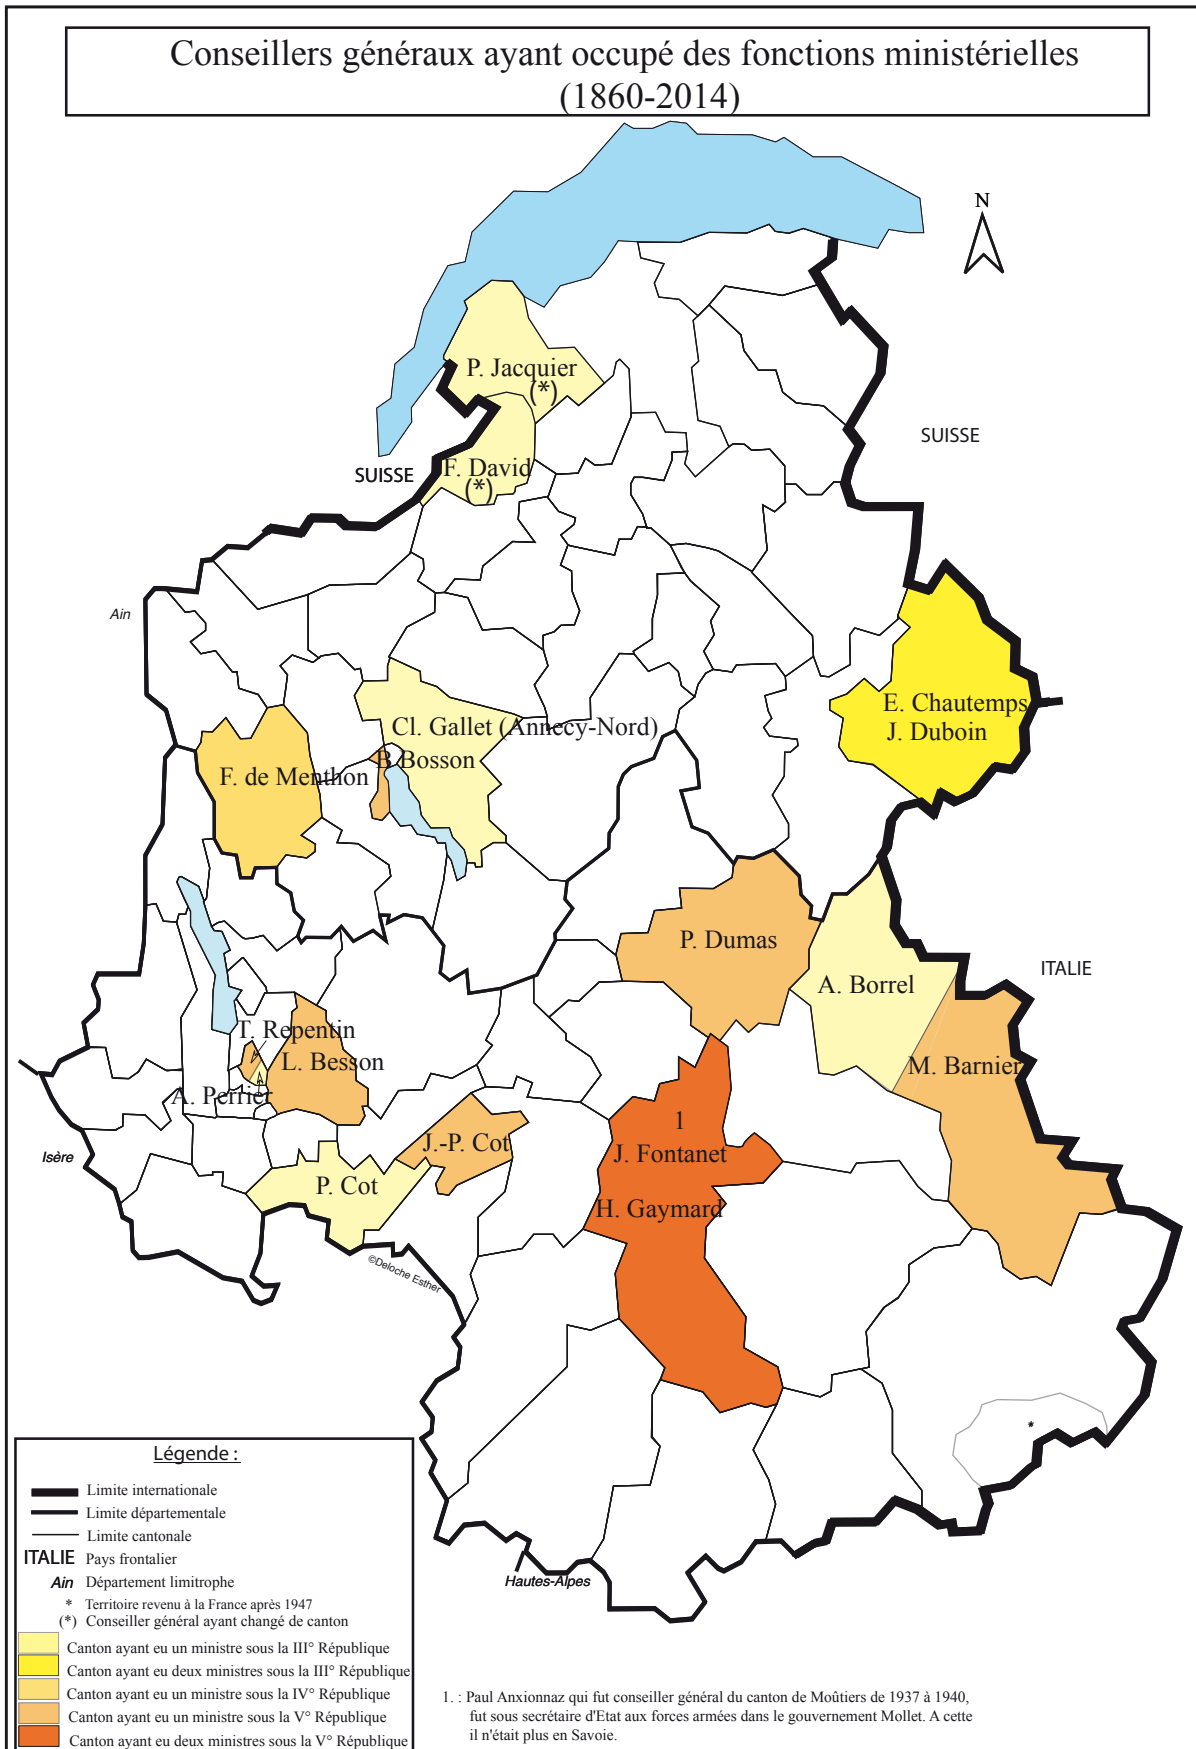 Conseillers généraux ayant occupé des fonctions ministérielles
(1860-2014)
N
P. Jacquier
(*)
SUISSE
F. David
(*)
SUISSE
Ain
E. Chautemps
J. Duboin
Cl. Gallet (Annecy-Nord)
B Bosson
F. de Menthon
P. Dumas
A. Borrel
ITALIE
T. Repentin
L. Besson
M. Barnier
A. Perrier
1
J.-P. Cot
J. Fontanet
Isère
P. Cot
H. Gaymard
©Deloche Esther
*
Hautes-Alpes
Légende :
Limite internationale
Limite départementale
Limite cantonale
ITALIE Pays frontalier
Ain Département limitrophe
* Territoire revenu à la France après 1947
(*) Conseiller général ayant changé de canton
Canton ayant eu un ministre sous la III° République
Canton ayant eu deux ministres sous la III° République
Canton ayant eu un ministre sous la IV° République
Canton ayant eu un ministre sous la V° République
Canton ayant eu deux ministres sous la V° République
1. : Paul Anxionnaz qui fut conseiller général du canton de Moûtiers de 1937 à 1940,
fut sous secrétaire d'Etat aux forces armées dans le gouvernement Mollet. A cette
il n'était plus en Savoie.